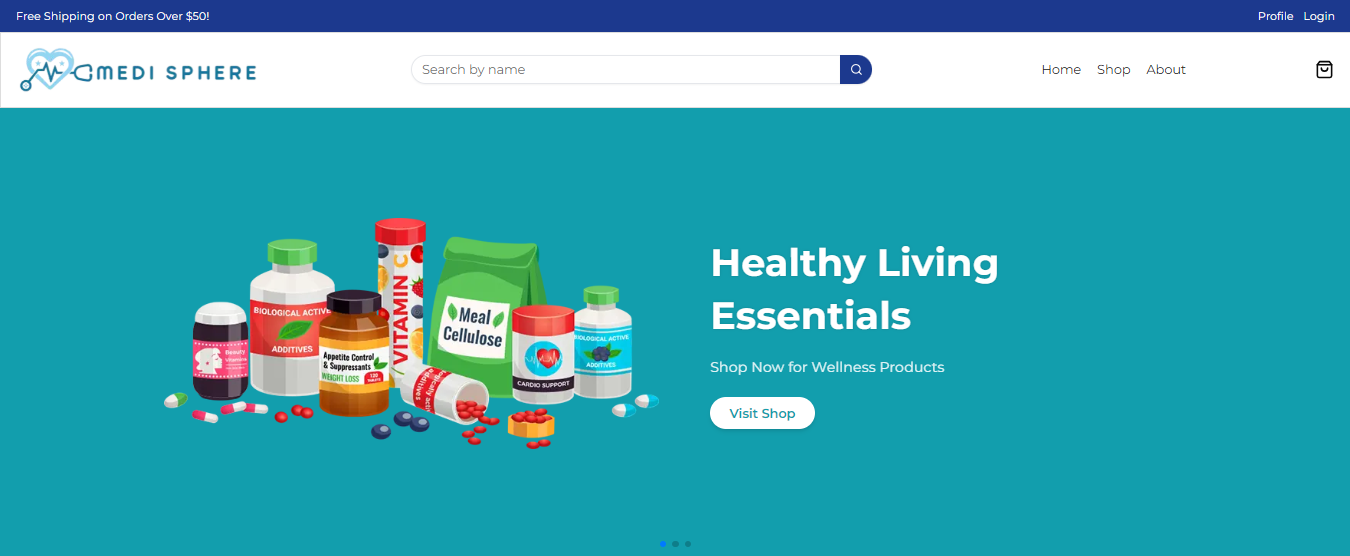 Free Shipping on Orders Over $50!
Profile Login
MEDI SPHERE
Search by name
Home Shop About
Healthy Living
Essentials
Shop Now for Wellness Products
Visit Shop
BIOLOGICAL ACTIVE
ADDITIVES
VITAMIN C
Meal
Cellulose
Beauty
Appetite Control
& Suppressants
WEIGHT LOSS
120
additives
CARDIO SUPPORT
BIOLOGICAL ACTIVE
ADDITIVES